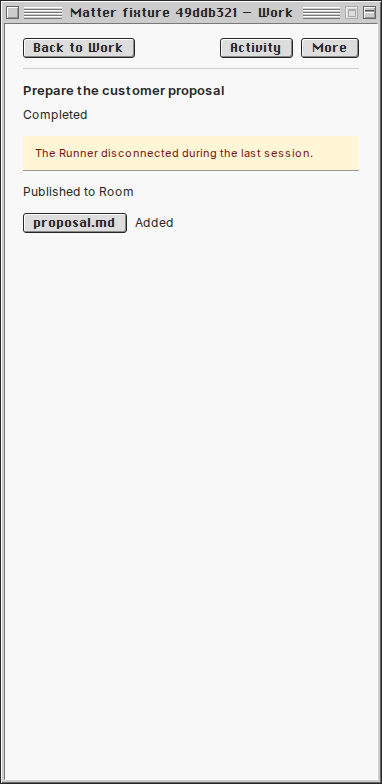 Matter fixture 49ddb321 — Work
Back to Work
Activity
More
Prepare the customer proposal
Completed
The Runner disconnected during the last session.
Published to Room
proposal.md
Added